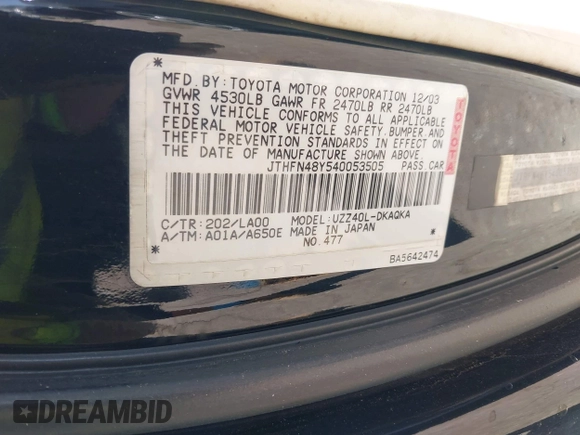 MFD. BY: TOYOTA MOTOR CORPORATION 12/03
GVWR 4530LB GAWR FR 2470LB RR 2470LB
THIS VEHICLE CONFORMS TO ALL APPLICABLE
FEDERAL MOTOR VEHICLE SAFETY, BUMPER, AND
THEFT PREVENTION STANDARDS IN EFFECT ON
THE DATE OF MANUFACTURE SHOWN ABOVE.
JTHFN48Y540053505 PASS CAR
C/TR: 202/LA00 MODEL: UZZ40L-DKAQKA
A/TM: A01A/A650E MADE IN JAPAN
NO. 477
BA5642474
TOYOTA
DREAMBID